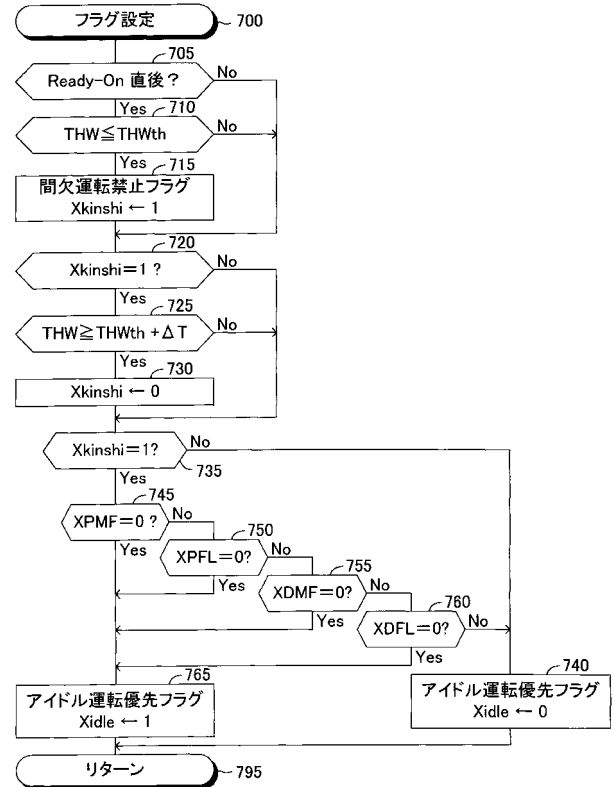 フラグ設定
700
705
Ready-On 直後？
No
Yes
710
THW≦THWth
No
Yes
715
間欠運転禁止フラグ
Xkinshi ← 1
720
Xkinshi＝1？
No
Yes
725
THW≧THWth +ΔT
No
Yes
730
Xkinshi ← 0
Xkinshi＝1?
No
735
Yes
745
XPMF＝0？
No
Yes
750
XPFL＝0?
No
Yes
755
XDMF＝0?
No
Yes
760
XDFL＝0?
No
Yes
765
アイドル運転優先フラグ
Xidle ← 1
740
アイドル運転優先フラグ
Xidle ← 0
リターン
795